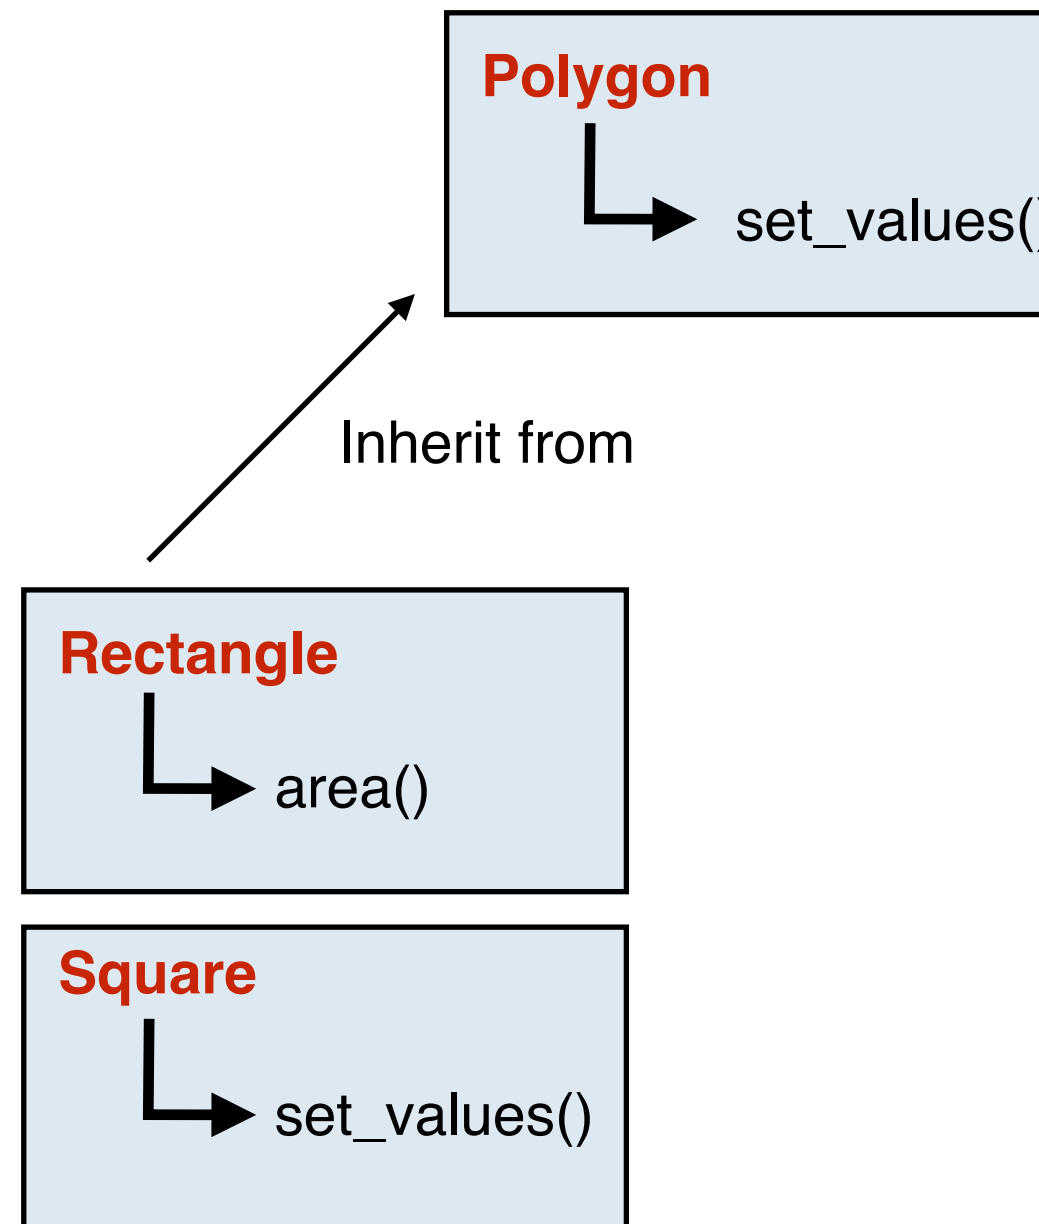 Polygon
set_values()
Inherit from
Rectangle
area()
Square
set_values()